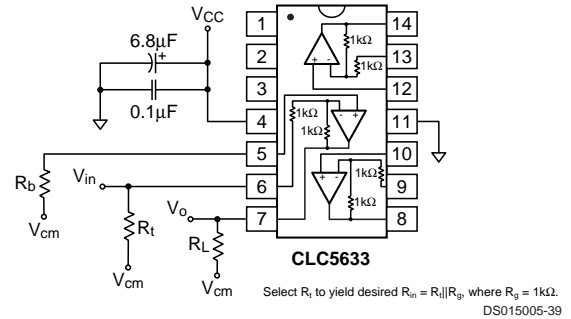 VCC
6.8μF
+
0.1μF
Rb
Vcm
Vin
Rt
Vcm
Vo
RL
Vcm
1
2
3
4
5
6
7
14
13
12
11
10
9
8
1kΩ
1kΩ
+ -
1kΩ
1kΩ
- +
+ -
1kΩ
1kΩ
CLC5633
Select Rt to yield desired Rin = Rt||Rg, where Rg = 1kΩ.
DS015005-39